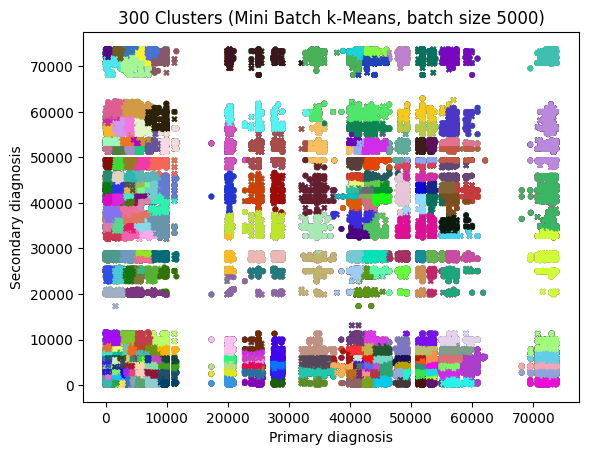 300 Clusters (Mini Batch k-Means, batch size 5000)
Secondary diagnosis
70000
60000
50000
40000
30000
20000
10000
0
0 10000 20000 30000 40000 50000 60000 70000
Primary diagnosis